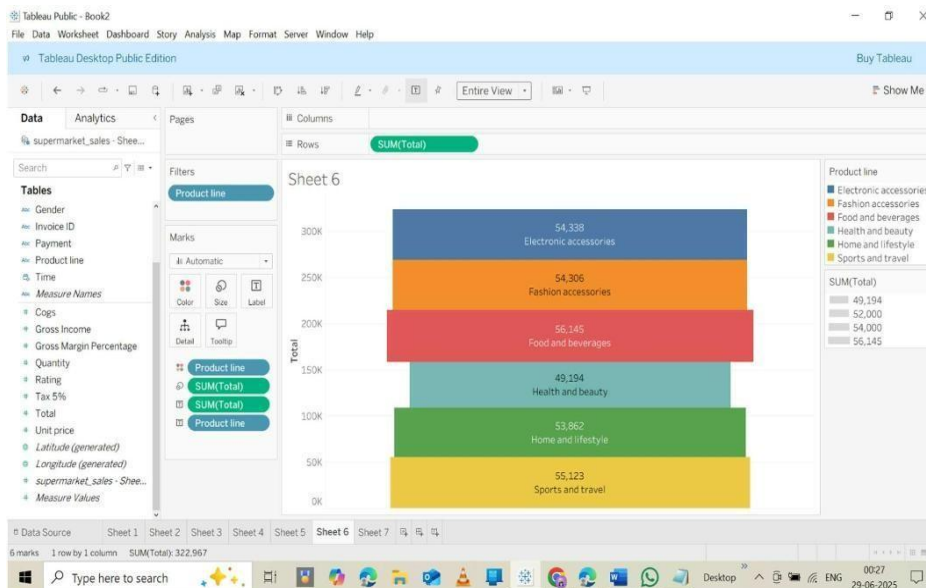 Tableau Public - Book2
File Data Worksheet Dashboard Story Analysis Map Format Server Window Help
Tableau Desktop Public Edition
Buy Tableau
Entire View
Show Me
Data
Analytics
supermarket_sales - Shee...
Search
Tables
Abc Gender
Abc Invoice ID
Abc Payment
Abc Product line
Time
Abc Measure Names
# Cogs
# Gross Income
# Gross Margin Percentage
# Quantity
# Rating
# Tax 5%
# Total
# Unit price
Latitude (generated)
Longitude (generated)
# supermarket_sales - Shee...
# Measure Values
Pages
Filters
Product line
Marks
Automatic
Color
Size
Label
Detail
Tooltip
Product line
SUM(Total)
SUM(Total)
Product line
Columns
Rows
SUM(Total)
Sheet 6
Total
300K
250K
200K
150K
100K
50K
0K
54,338
Electronic accessories
54,306
Fashion accessories
56,145
Food and beverages
49,194
Health and beauty
53,862
Home and lifestyle
55,123
Sports and travel
Product line
Electronic accessories
Fashion accessories
Food and beverages
Health and beauty
Home and lifestyle
Sports and travel
SUM(Total)
49,194
52,000
54,000
56,145
Data Source
Sheet 1
Sheet 2
Sheet 3
Sheet 4
Sheet 5
Sheet 6
Sheet 7
6 marks 1 row by 1 column SUM(Total): 322,967
Type here to search
Desktop
ENG
00:27
29-06-2025